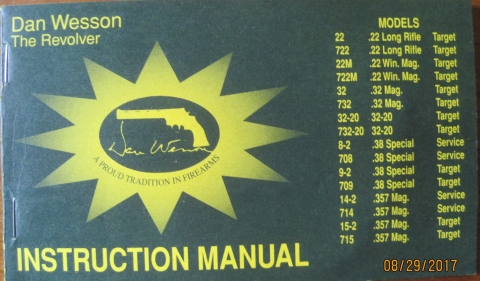 Dan Wesson
The Revolver
Dan Wesson
A PROUD TRADITION IN FIREARMS
INSTRUCTION MANUAL
MODELS
22 .22 Long Rifle Target
722 .22 Long Rifle Target
22M .22 Win. Mag. Target
722M .22 Win. Mag. Target
32 .32 Mag. Target
732 .32 Mag. Target
32-20 32-20 Target
732-20 32-20 Target
8-2 .38 Special Service
708 .38 Special Service
9-2 .38 Special Target
709 .38 Special Target
14-2 .357 Mag. Service
714 .357 Mag. Service
15-2 .357 Mag. Target
715 .357 Mag. Target
08/29/2017